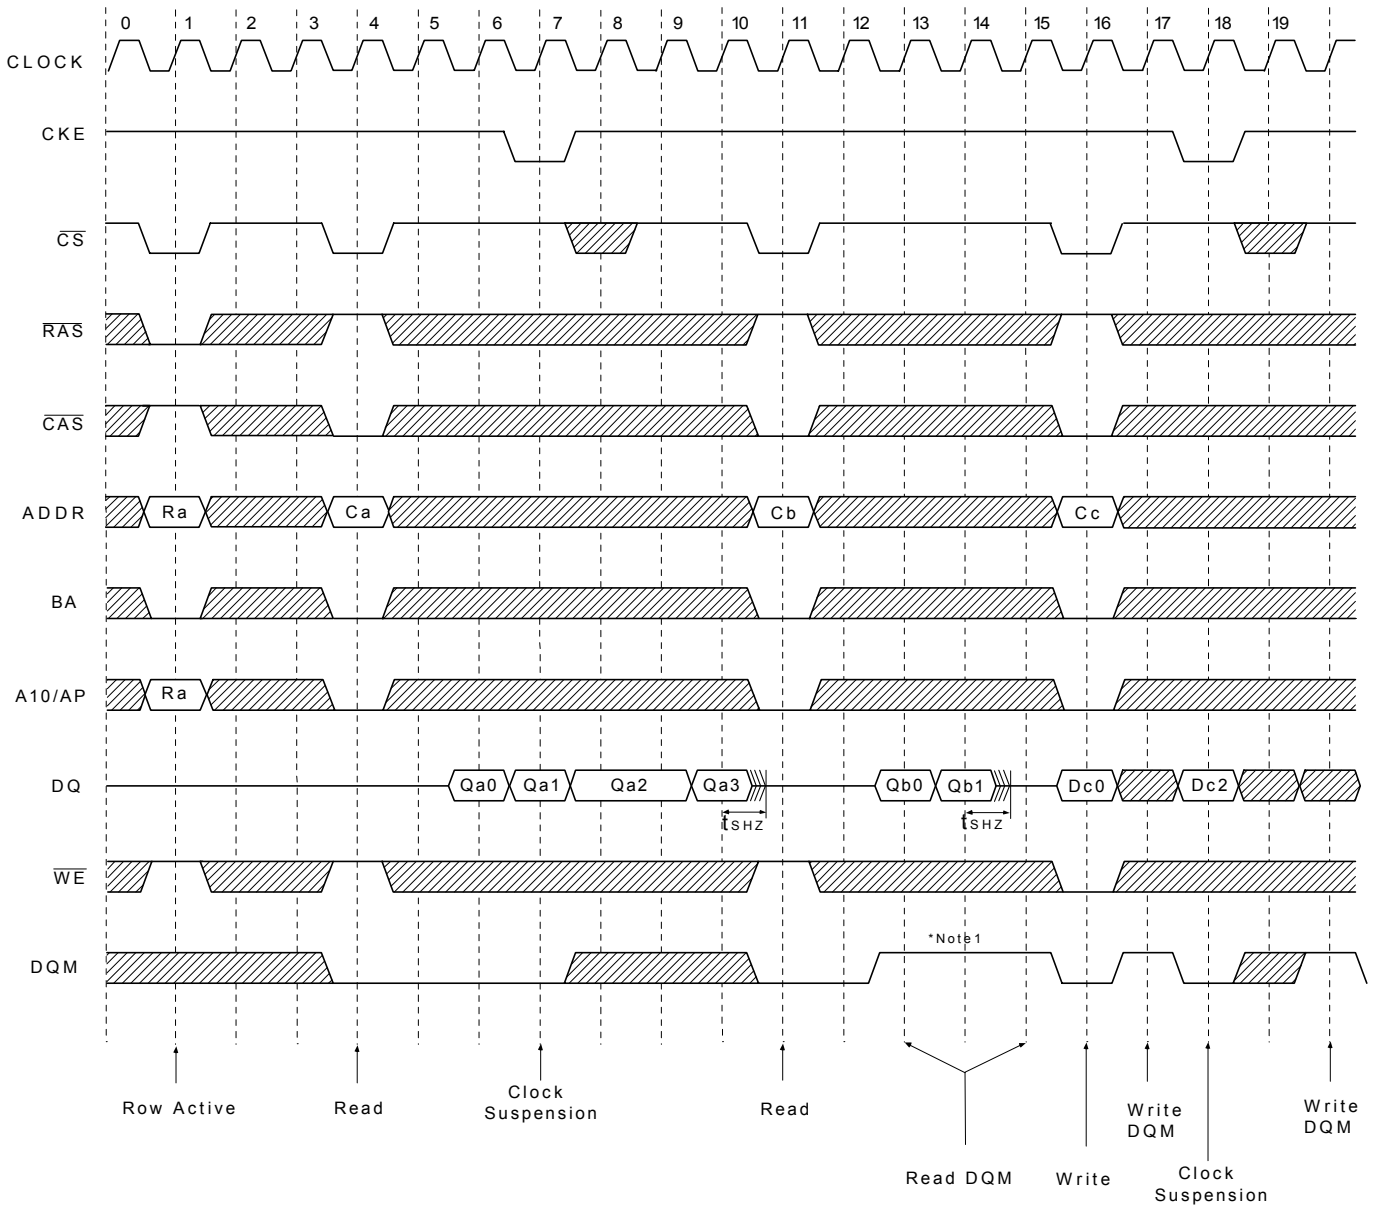 0 1 2 3 4 5 6 7 8 9 10 11 12 13 14 15 16 17 18 19
CLOCK
CKE
CS
RAS
CAS
ADDR Ra Ca Cb Cc
BA
A10/AP Ra
DQ Qa0 Qa1 Qa2 Qa3 Qb0 Qb1 Dc0 Dc2
tSHZ tSHZ
WE
*Note1
DQM
Row Active Read Clock Suspension Read Write DQM Write DQM
Read DQM Write Clock Suspension